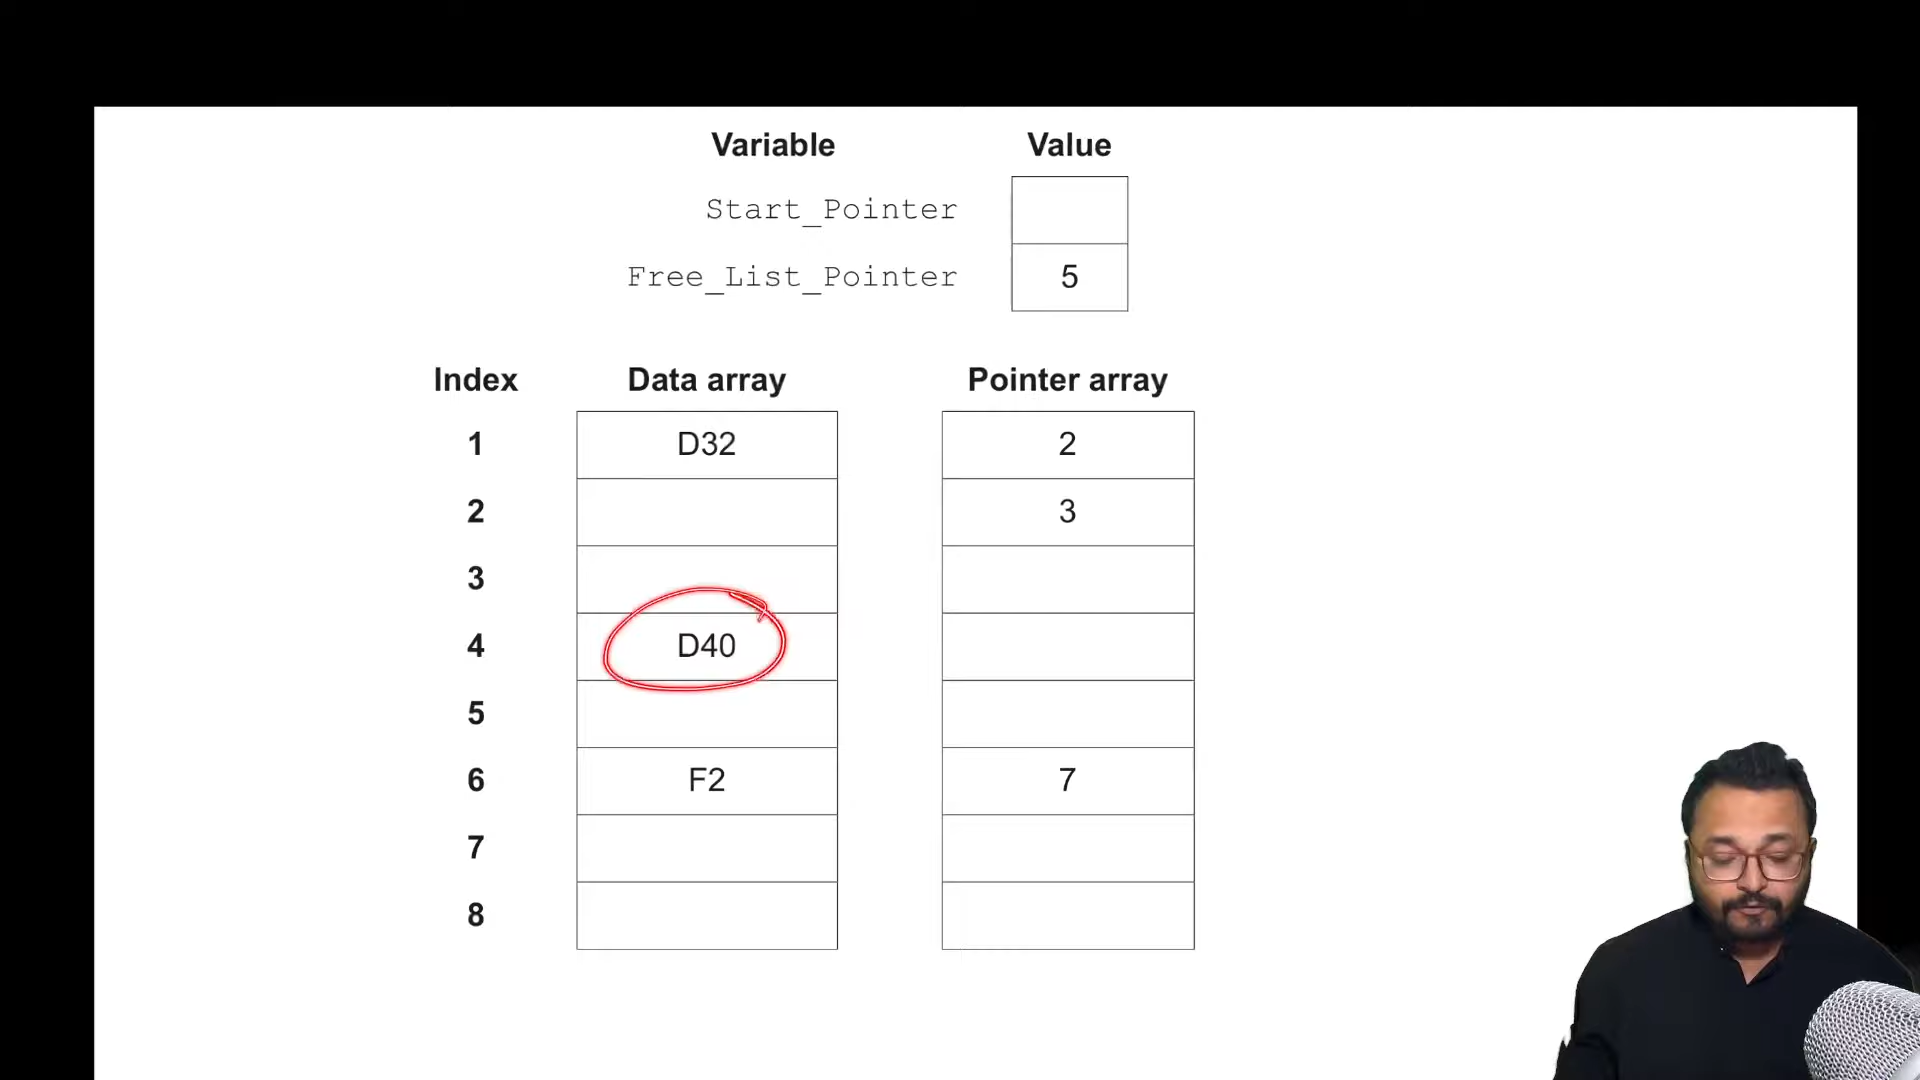 Variable Value
Start_Pointer
Free_List_Pointer 5
Index Data array Pointer array
1 D32 2
2 3
3
4 D40
5
6 F2 7
7
8